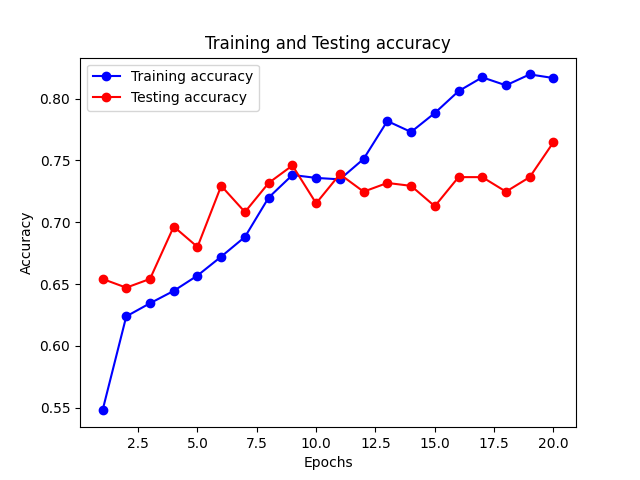 Training and Testing accuracy
Training accuracy
Testing accuracy
0.80
0.75
0.70
0.65
0.60
0.55
Accuracy
2.5 5.0 7.5 10.0 12.5 15.0 17.5 20.0
Epochs